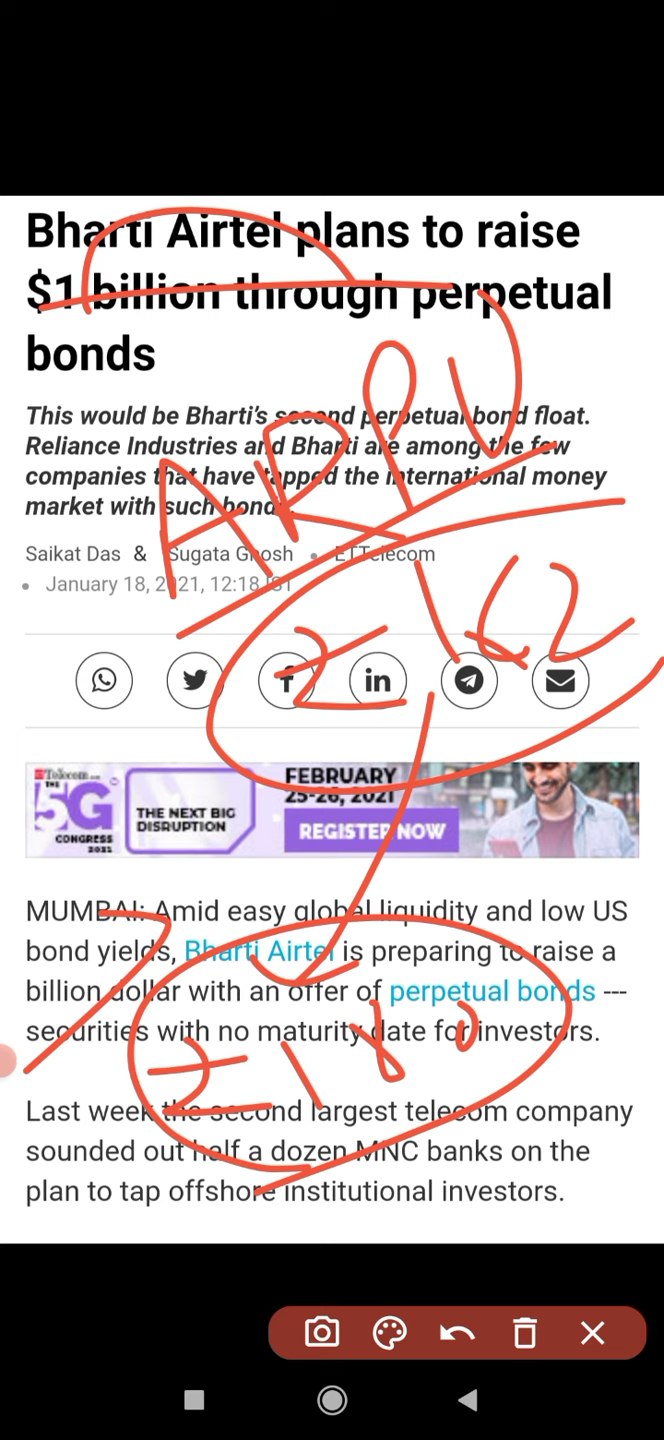 Bharti Airtel plans to raise
$1 billion through perpetual
bonds
This would be Bharti's second perpetual bond float.
Reliance Industries and Bharti are among the few
companies that have tapped the international money
market with such bonds.
Saikat Das & Sugata Ghosh • ETTelecom
• January 18, 2021, 12:18 IST
ARPU
162
f in
Telecom.com
THE
5G
CONGRESS
2021
THE NEXT BIG
DISRUPTION
FEBRUARY
25-26, 2021
REGISTER NOW
MUMBAI: Amid easy global liquidity and low US
bond yields, Bharti Airtel is preparing to raise a
billion dollar with an offer of perpetual bonds ---
securities with no maturity date for investors.
180
Last week the second largest telecom company
sounded out half a dozen MNC banks on the
plan to tap offshore institutional investors.